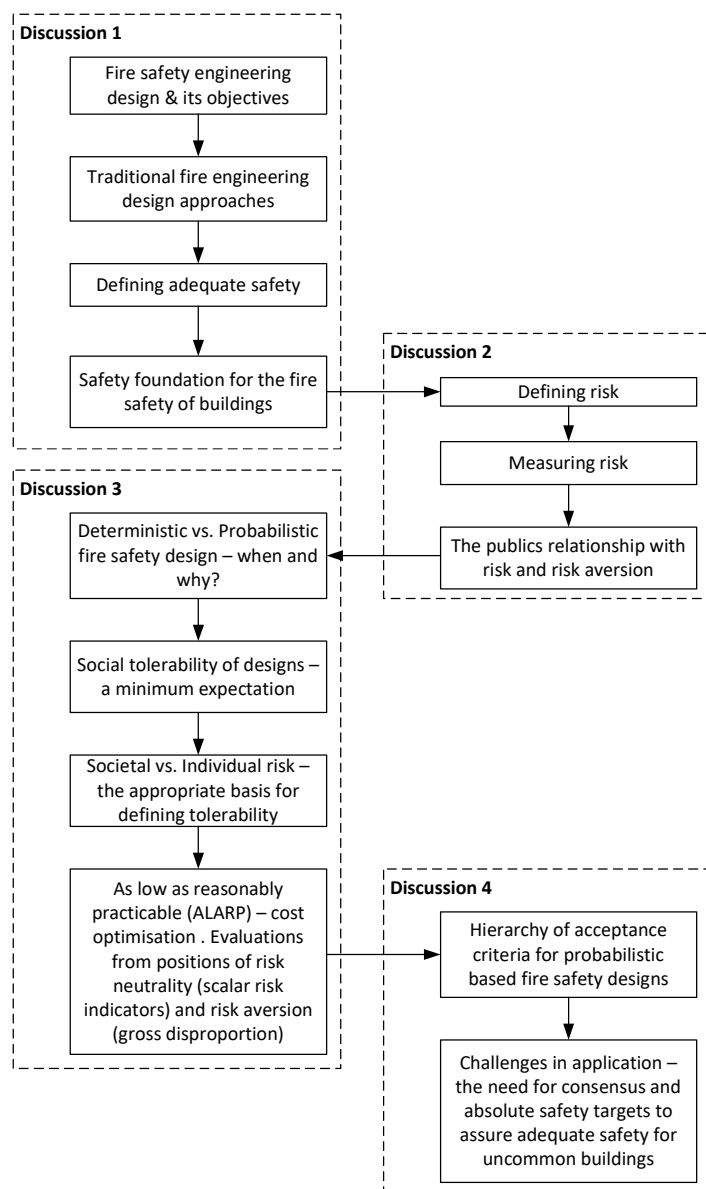 Discussion 1
Fire safety engineering
design & its objectives
Traditional fire engineering
design approaches
Defining adequate safety
Safety foundation for the fire
safety of buildings
Discussion 2
Defining risk
Measuring risk
The publics relationship with
risk and risk aversion
Discussion 3
Deterministic vs. Probabilistic
fire safety design – when and
why?
Social tolerability of designs –
a minimum expectation
Societal vs. Individual risk –
the appropriate basis for
defining tolerability
As low as reasonably
practicable (ALARP) – cost
optimisation . Evaluations
from positions of risk
neutrality (scalar risk
indicators) and risk aversion
(gross disproportion)
Discussion 4
Hierarchy of acceptance
criteria for probabilistic
based fire safety designs
Challenges in application –
the need for consensus and
absolute safety targets to
assure adequate safety for
uncommon buildings